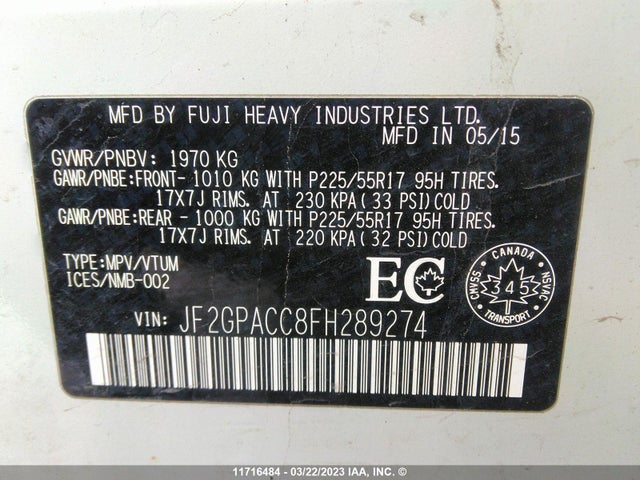 MFD BY FUJI HEAVY INDUSTRIES LTD.
MFD IN 05/15
GVWR/PNBV: 1970 KG
GAWR/PNBE:FRONT- 1010 KG WITH P225/55R17 95H TIRES.
17X7J RIMS. AT 230 KPA (33 PSI) COLD
GAWR/PNBE:REAR - 1000 KG WITH P225/55R17 95H TIRES.
17X7J RIMS. AT 220 KPA (32 PSI) COLD
TYPE:MPV/VTUM
ICES/NMB-002
EC
CANADA
CMVSS
345
NSVAC
TRANSPORT
VIN: JF2GPACC8FH289274
11716484 - 03/22/2023 IAA, INC. ©